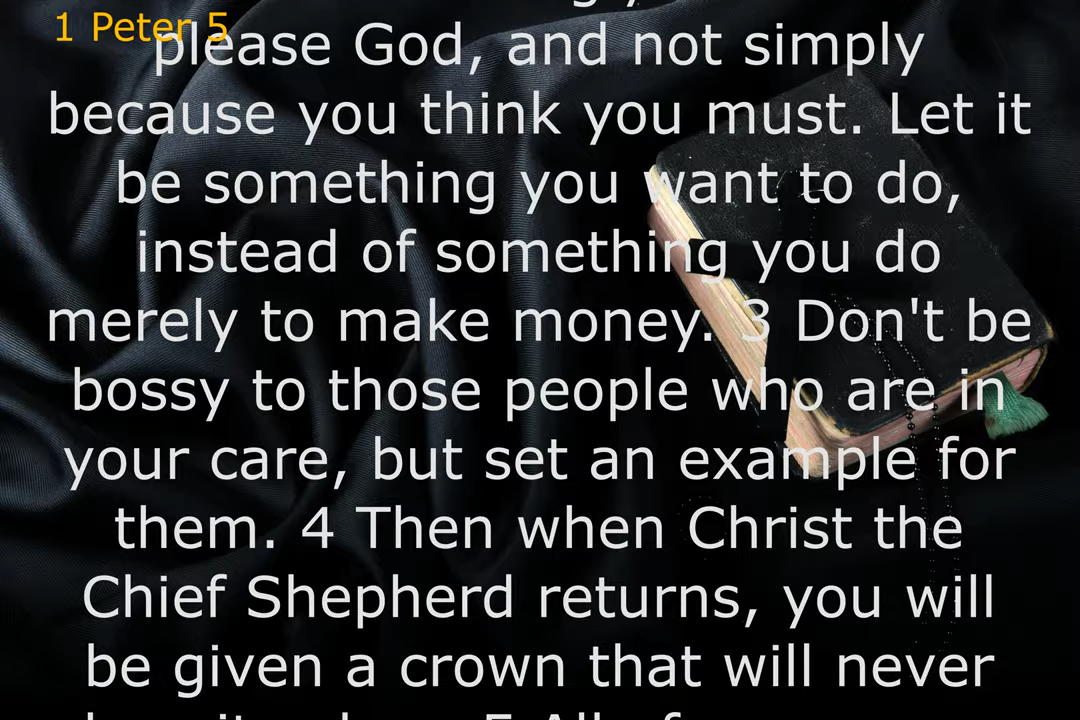 1 Peter 5
please God, and not simply
because you think you must. Let it
be something you want to do,
instead of something you do
merely to make money. 3 Don't be
bossy to those people who are in
your care, but set an example for
them. 4 Then when Christ the
Chief Shepherd returns, you will
be given a crown that will never